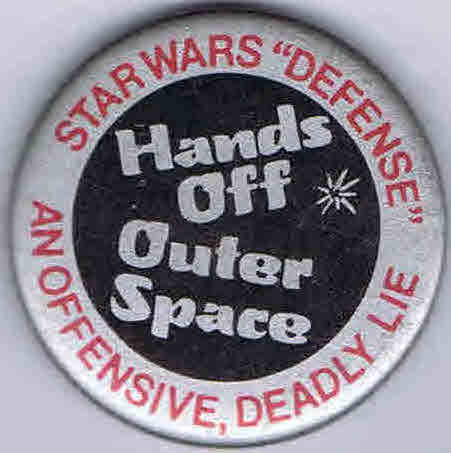 STAR WARS "DEFENSE"
Hands
Off
Outer
Space
AN OFFENSIVE, DEADLY LIE